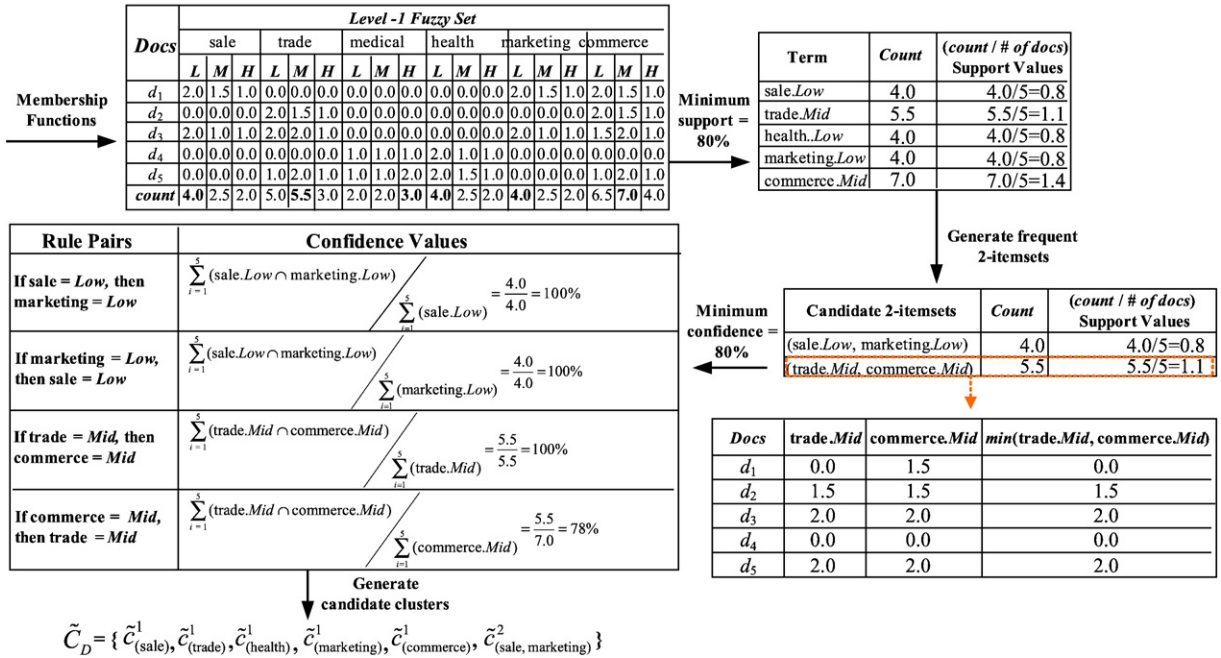 Level -1 Fuzzy Set
Docs sale trade medical health marketing commerce
L M H L M H L M H L M H L M H L M H
d1 2.0 1.5 1.0 0.0 0.0 0.0 0.0 0.0 0.0 0.0 0.0 0.0 2.0 1.5 1.0 2.0 1.5 1.0
d2 0.0 0.0 0.0 2.0 1.5 1.0 0.0 0.0 0.0 0.0 0.0 0.0 0.0 0.0 0.0 2.0 1.5 1.0
d3 2.0 1.0 1.0 2.0 2.0 1.0 0.0 0.0 0.0 0.0 0.0 0.0 2.0 1.0 1.0 1.5 2.0 1.0
d4 0.0 0.0 0.0 0.0 0.0 0.0 1.0 1.0 1.0 2.0 1.0 1.0 0.0 0.0 0.0 0.0 0.0 0.0
d5 0.0 0.0 0.0 1.0 2.0 1.0 1.0 1.0 2.0 2.0 1.5 1.0 0.0 0.0 0.0 1.0 2.0 1.0
count 4.0 2.5 2.0 5.0 5.5 3.0 2.0 2.0 3.0 4.0 2.5 2.0 4.0 2.5 2.0 6.5 7.0 4.0
Membership
Functions
Minimum
support =
80%
Term Count (count / # of docs)
Support Values
sale.Low 4.0 4.0/5=0.8
trade.Mid 5.5 5.5/5=1.1
health..Low 4.0 4.0/5=0.8
marketing.Low 4.0 4.0/5=0.8
commerce.Mid 7.0 7.0/5=1.4
Generate frequent
2-itemsets
Candidate 2-itemsets Count (count / # of docs)
Support Values
(sale.Low, marketing.Low) 4.0 4.0/5=0.8
(trade.Mid, commerce.Mid) 5.5 5.5/5=1.1
Docs trade.Mid commerce.Mid min(trade.Mid, commerce.Mid)
d1 0.0 1.5 0.0
d2 1.5 1.5 1.5
d3 2.0 2.0 2.0
d4 0.0 0.0 0.0
d5 2.0 2.0 2.0
Minimum
confidence =
80%
Rule Pairs Confidence Values
If sale = Low, then
marketing = Low
∑_{i=1}^{5} (sale.Low ∩ marketing.Low) / ∑_{i=1}^{5} (sale.Low) = 4.0/4.0 = 100%
If marketing = Low,
then sale = Low
∑_{i=1}^{5} (sale.Low ∩ marketing.Low) / ∑_{i=1}^{5} (marketing.Low) = 4.0/4.0 = 100%
If trade = Mid, then
commerce = Mid
∑_{i=1}^{5} (trade.Mid ∩ commerce.Mid) / ∑_{i=1}^{5} (trade.Mid) = 5.5/5.5 = 100%
If commerce = Mid,
then trade = Mid
∑_{i=1}^{5} (trade.Mid ∩ commerce.Mid) / ∑_{i=1}^{5} (commerce.Mid) = 5.5/7.0 = 78%
Generate
candidate clusters
C̃_D = { c̃^1_(sale), c̃^1_(trade), c̃^1_(health), c̃^1_(marketing), c̃^1_(commerce), c̃^2_(sale, marketing) }